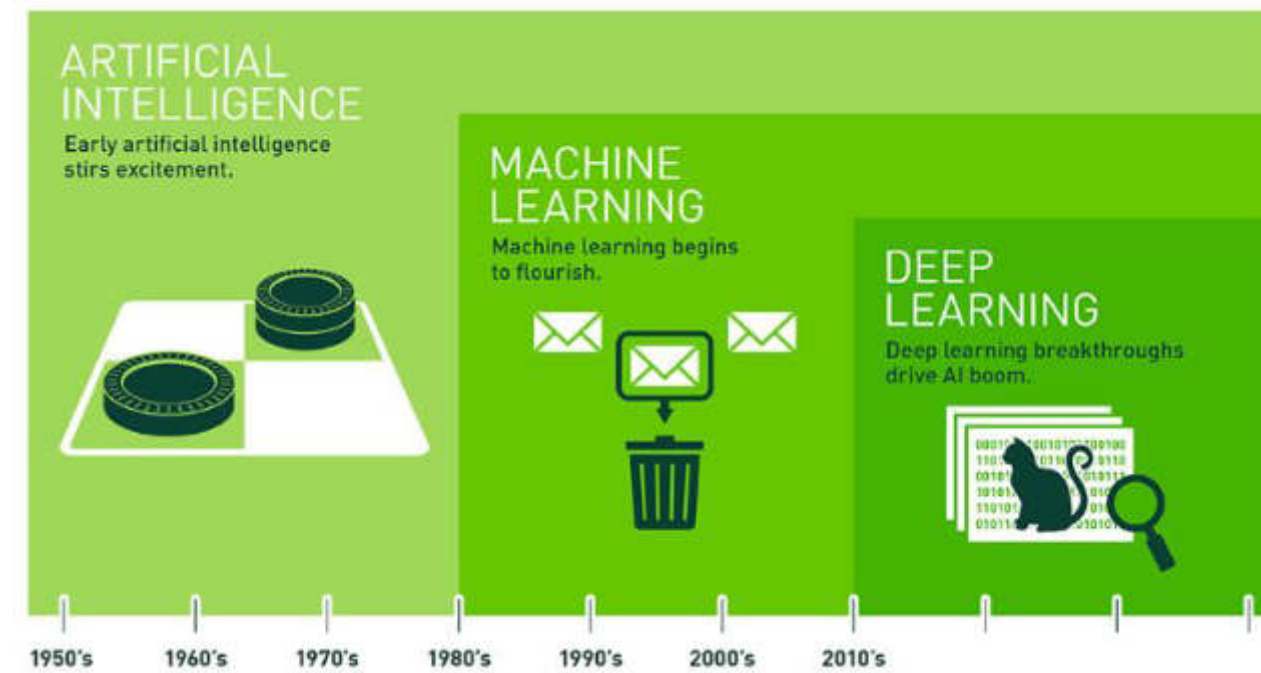 ARTIFICIAL
INTELLIGENCE
Early artificial intelligence
stirs excitement.
MACHINE
LEARNING
Machine learning begins
to flourish.
DEEP
LEARNING
Deep learning breakthroughs
drive AI boom.
1950's 1960's 1970's 1980's 1990's 2000's 2010's